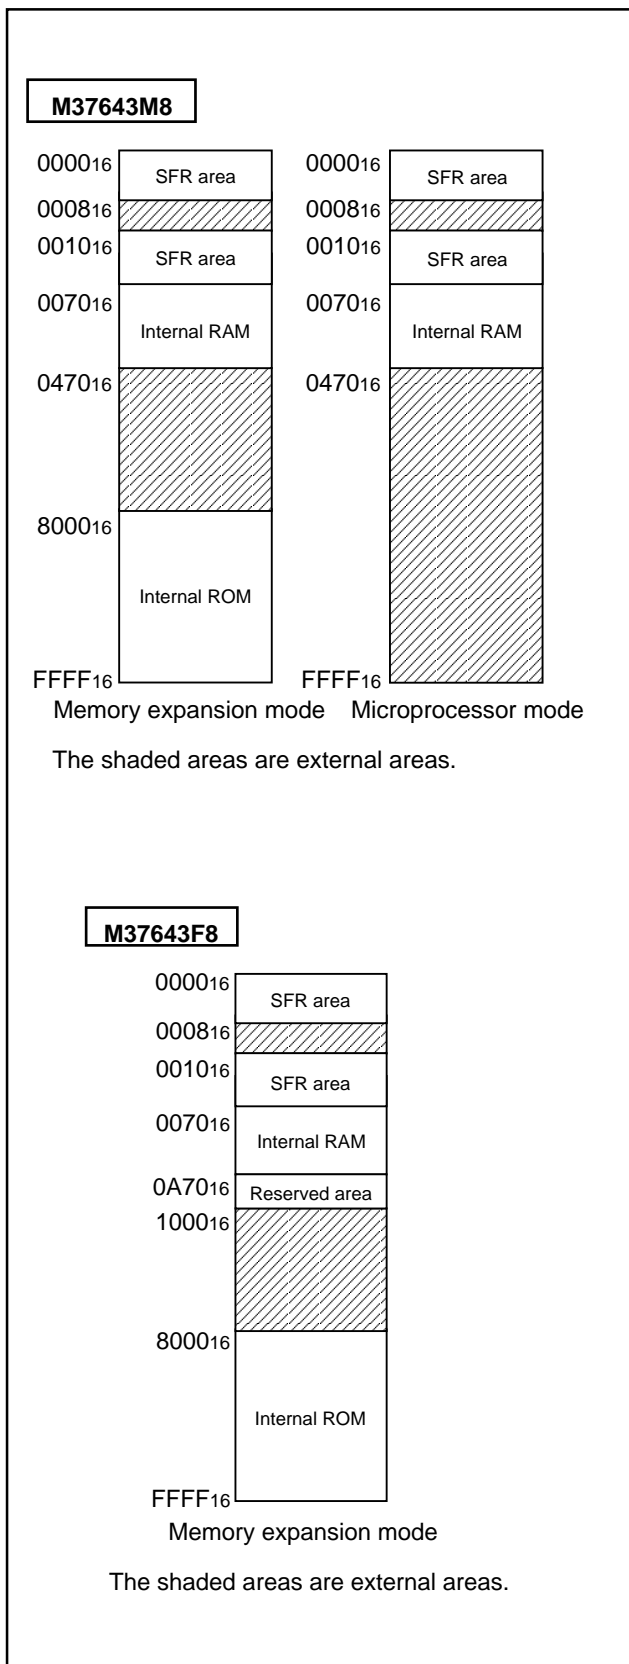 M37643M8
000016 SFR area 000016 SFR area
000816 000816
001016 SFR area 001016 SFR area
007016 Internal RAM 007016 Internal RAM
047016 047016
800016
Internal ROM
FFFF16 FFFF16
Memory expansion mode Microprocessor mode
The shaded areas are external areas.
M37643F8
000016 SFR area
000816
001016 SFR area
007016 Internal RAM
0A7016 Reserved area
100016
800016
Internal ROM
FFFF16
Memory expansion mode
The shaded areas are external areas.